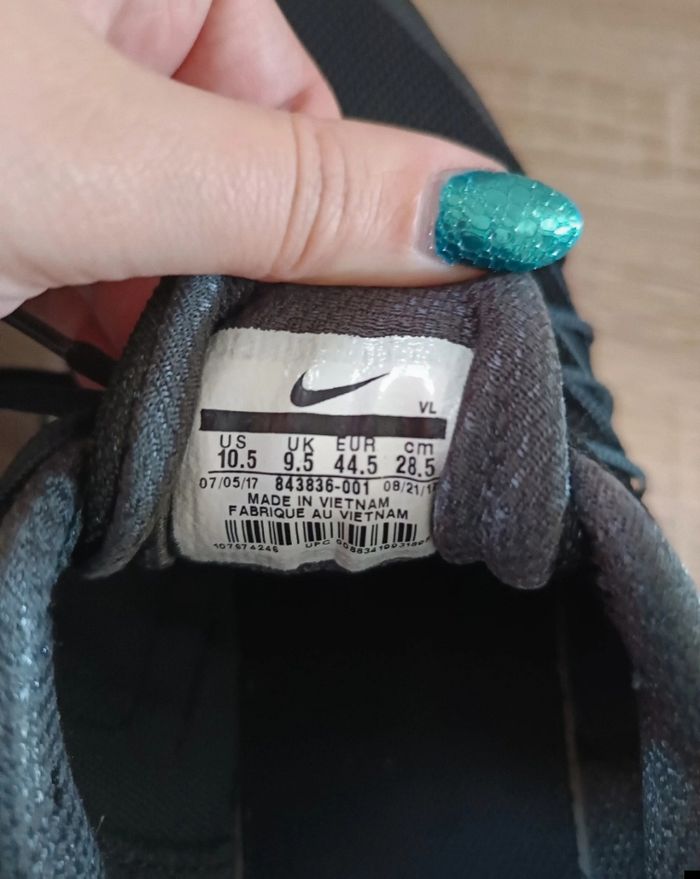 VL
US UK EUR cm
10.5 9.5 44.5 28.5
07/05/17 843836-001
MADE IN VIETNAM
FABRIQUE AU VIETNAM
UPC